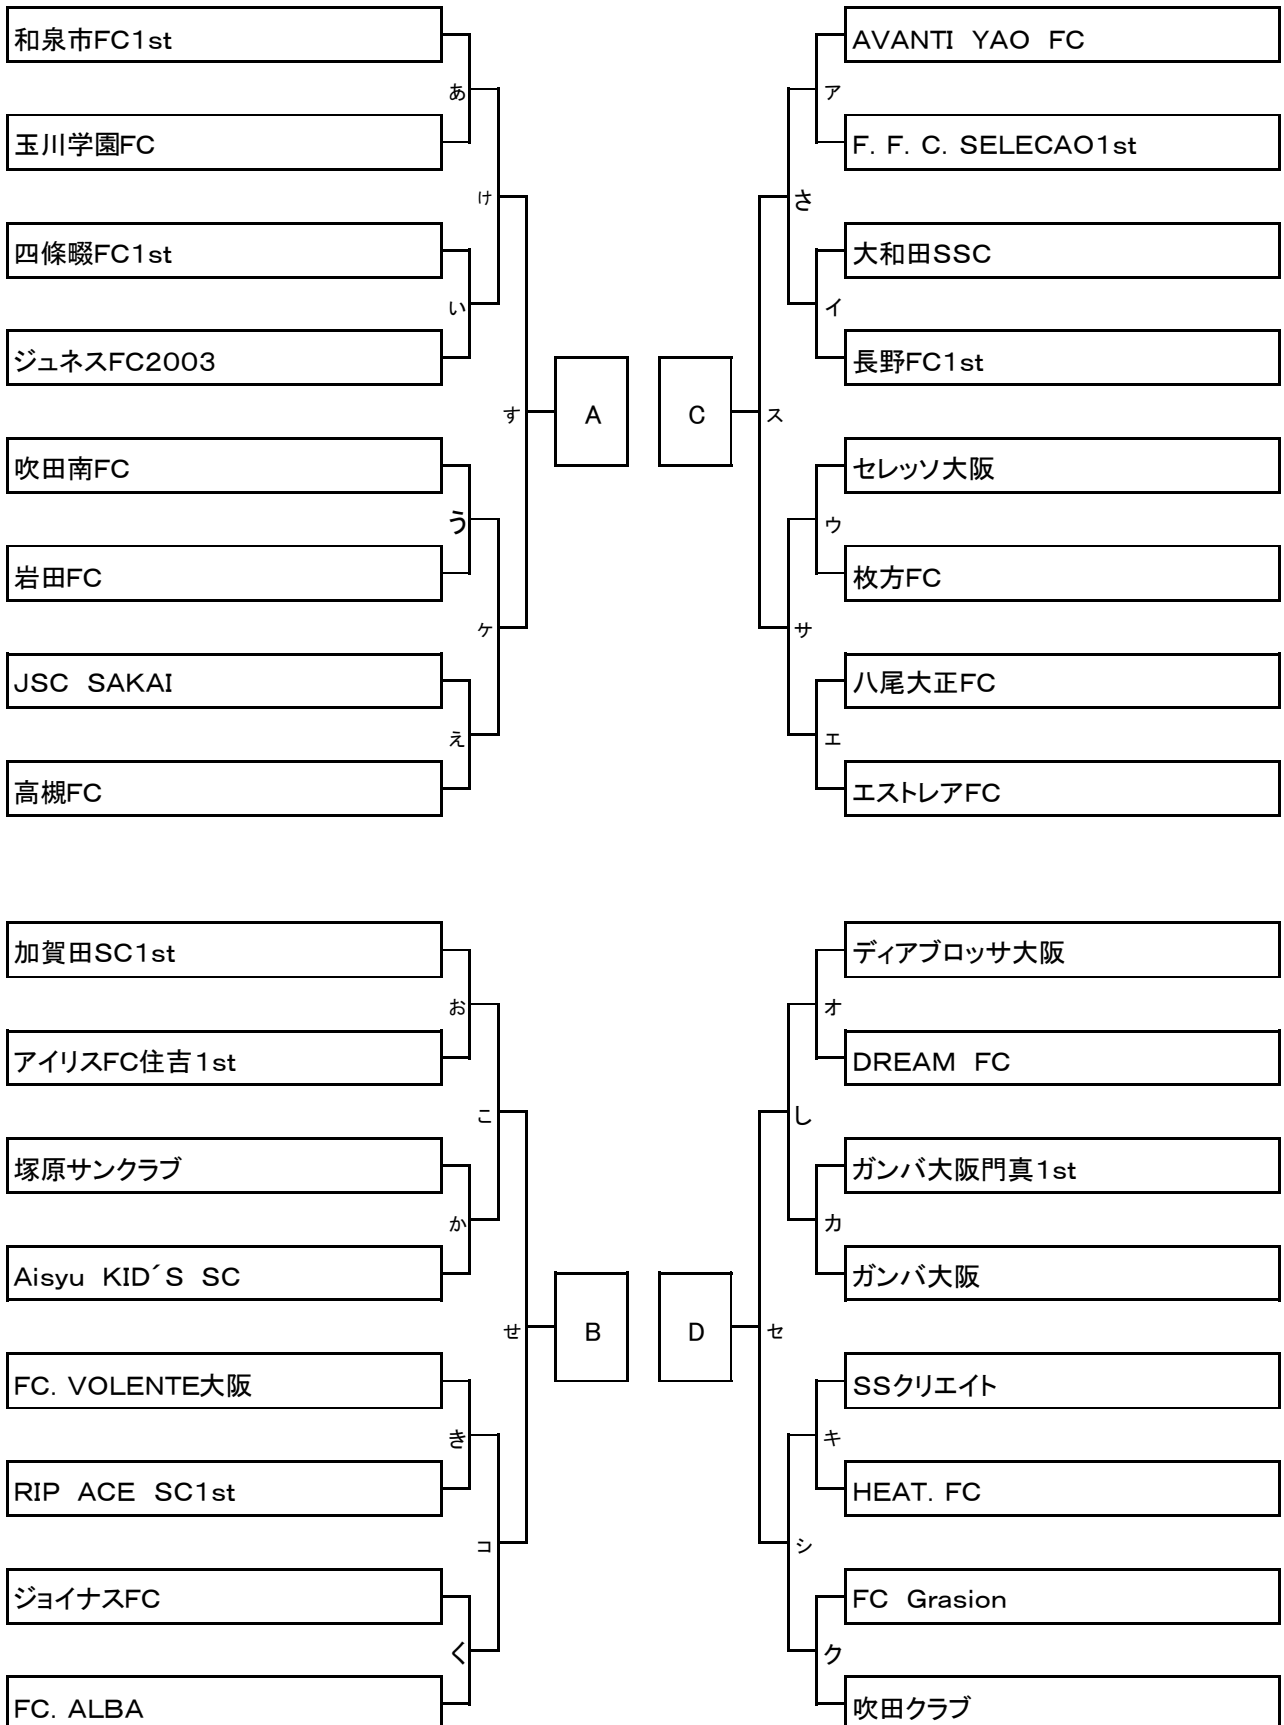 和泉市FC1st
あ
玉川学園FC
け
四條畷FC1st
い
ジュネスFC2003
す
A
吹田南FC
う
岩田FC
ケ
JSC　SAKAI
え
高槻FC
AVANTI　YAO　FC
ア
F．F．C．SELECAO1st
さ
大和田SSC
イ
長野FC1st
C
ス
セレッソ大阪
ウ
枚方FC
サ
八尾大正FC
エ
エストレアFC
加賀田SC1st
お
アイリスFC住吉1st
こ
塚原サンクラブ
か
Aisyu　KID´S　SC
せ
B
FC．VOLENTE大阪
き
RIP　ACE　SC1st
コ
ジョイナスFC
く
FC．ALBA
ディアブロッサ大阪
オ
DREAM　FC
し
ガンバ大阪門真1st
カ
ガンバ大阪
D
セ
SSクリエイト
キ
HEAT．FC
シ
FC　Grasion
ク
吹田クラブ